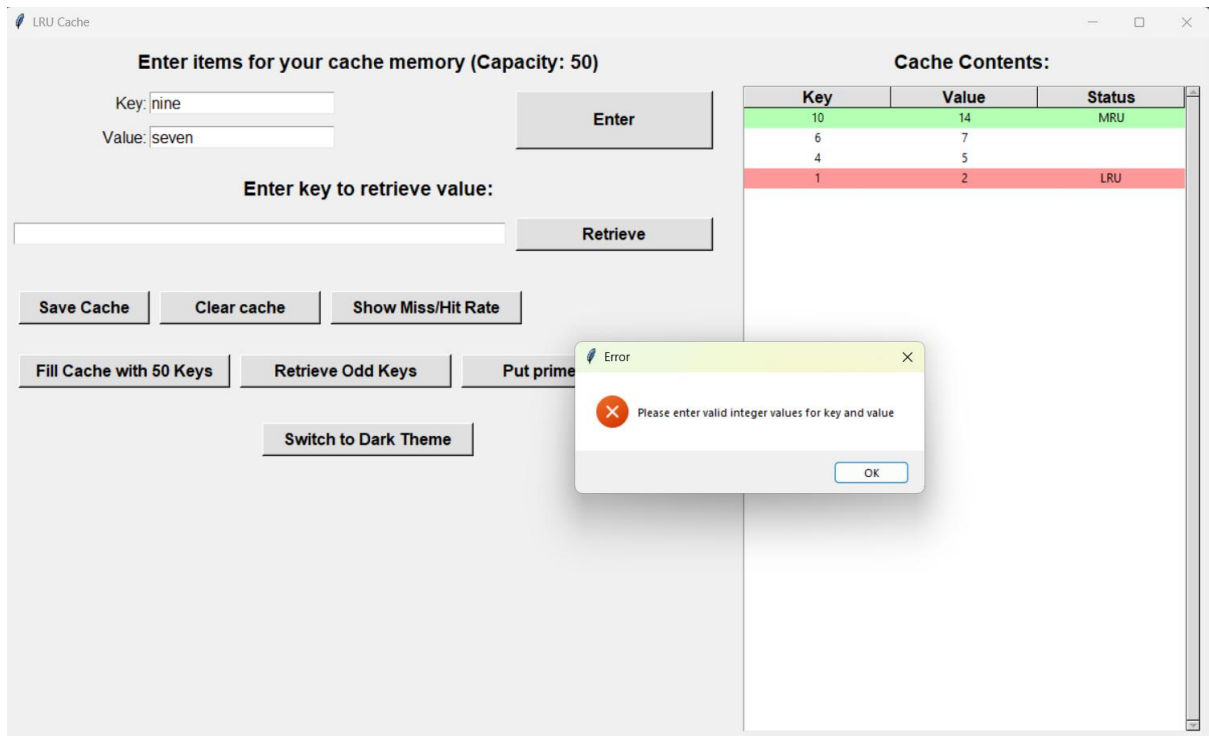 LRU Cache
Enter items for your cache memory (Capacity: 50)
Key: nine
Value: seven
Enter
Enter key to retrieve value:
Retrieve
Save Cache Clear cache Show Miss/Hit Rate
Fill Cache with 50 Keys Retrieve Odd Keys Put prime
Switch to Dark Theme
Cache Contents:
Key Value Status
10 14 MRU
6 7
4 5
1 2 LRU
Error
Please enter valid integer values for key and value
OK